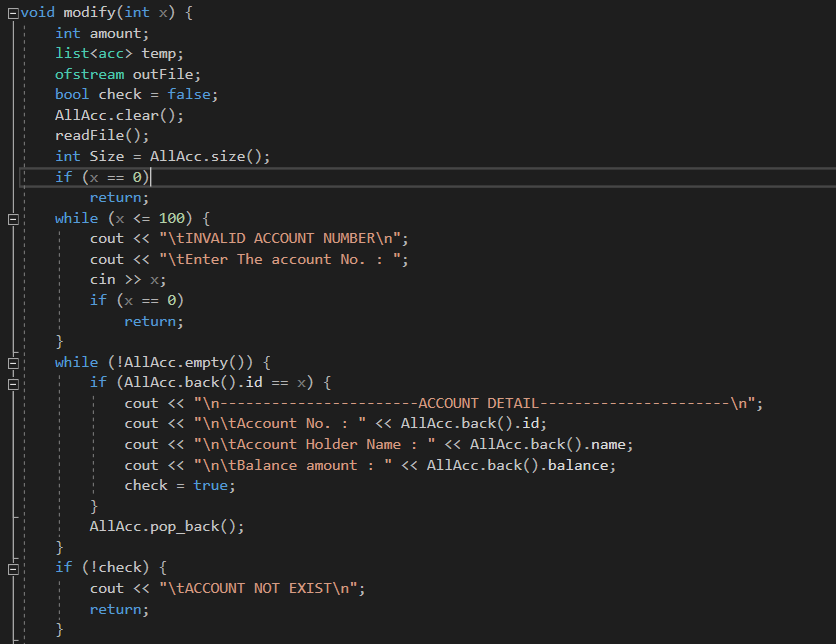 void modify(int x) {
    int amount;
    list<acc> temp;
    ofstream outFile;
    bool check = false;
    AllAcc.clear();
    readFile();
    int Size = AllAcc.size();
    if (x == 0)
        return;
    while (x <= 100) {
        cout << "\tINVALID ACCOUNT NUMBER\n";
        cout << "\tEnter The account No. : ";
        cin >> x;
        if (x == 0)
            return;
    }
    while (!AllAcc.empty()) {
        if (AllAcc.back().id == x) {
            cout << "\n-----------------------ACCOUNT DETAIL----------------------\n";
            cout << "\n\tAccount No. : " << AllAcc.back().id;
            cout << "\n\tAccount Holder Name : " << AllAcc.back().name;
            cout << "\n\tBalance amount : " << AllAcc.back().balance;
            check = true;
        }
        AllAcc.pop_back();
    }
    if (!check) {
        cout << "\tACCOUNT NOT EXIST\n";
        return;
    }